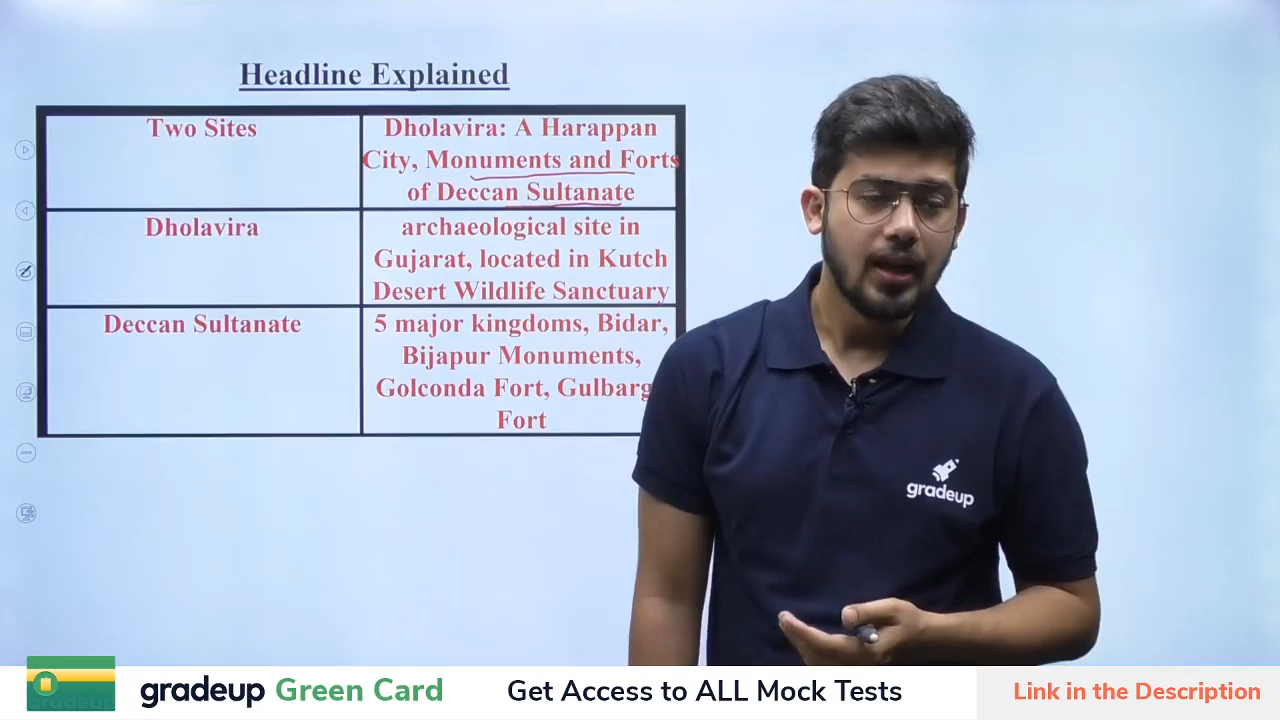 Headline Explained
Two Sites
Dholavira: A Harappan
City, Monuments and Forts
of Deccan Sultanate
Dholavira
archaeological site in
Gujarat, located in Kutch
Desert Wildlife Sanctuary
Deccan Sultanate
5 major kingdoms, Bidar,
Bijapur Monuments,
Golconda Fort, Gulbarg
Fort
gradeup
gradeup Green Card
Get Access to ALL Mock Tests
Link in the Description